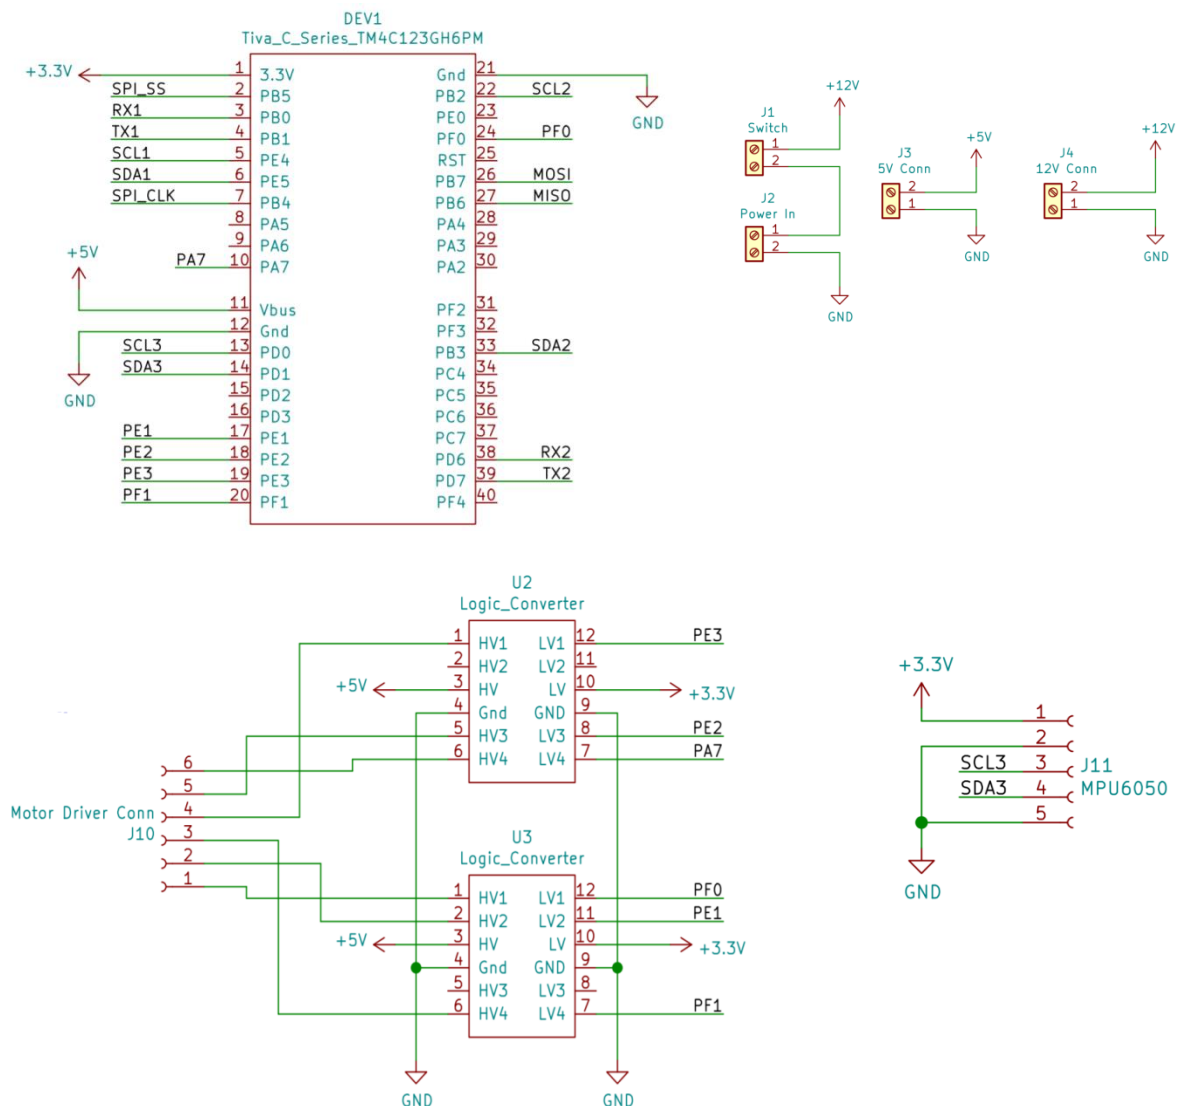 DEV1
Tiva_C_Series_TM4C123GH6PM
+3.3V
1 3.3V
SPI_SS 2 PB5
RX1 3 PB0
TX1 4 PB1
SCL1 5 PE4
SDA1 6 PE5
SPI_CLK 7 PB4
8 PA5
9 PA6
PA7 10 PA7
+5V
11 Vbus
12 Gnd
GND
SCL3 13 PD0
SDA3 14 PD1
15 PD2
16 PD3
PE1 17 PE1
PE2 18 PE2
PE3 19 PE3
PF1 20 PF1
Gnd 21
GND
PB2 22 SCL2
PE0 23
PF0 24 PF0
RST 25
PB7 26 MOSI
PB6 27 MISO
PA4 28
PA3 29
PA2 30
PF2 31
PF3 32
PB3 33 SDA2
PC4 34
PC5 35
PC6 36
PC7 37
PD6 38 RX2
PD7 39 TX2
PF4 40
+12V
J1
Switch
1
2
J2
Power In
1
2
GND
+5V
J3
5V Conn
2
1
GND
+12V
J4
12V Conn
2
1
GND
U2
Logic_Converter
1 HV1 LV1 12 PE3
2 HV2 LV2 11
+5V 3 HV LV 10 +3.3V
4 Gnd GND 9
5 HV3 LV3 8 PE2
6 HV4 LV4 7 PA7
6
5
Motor Driver Conn 4
J10 3
2
1
U3
Logic_Converter
1 HV1 LV1 12 PF0
2 HV2 LV2 11 PE1
+5V 3 HV LV 10 +3.3V
4 Gnd GND 9
5 HV3 LV3 8
6 HV4 LV4 7 PF1
GND
GND
+3.3V
1
2
SCL3 3 J11
SDA3 4 MPU6050
5
GND